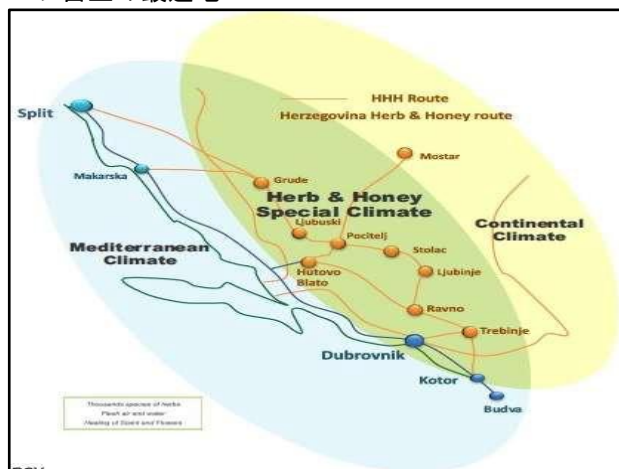 HHH Route
Herzegovina Herb & Honey route
Split
Mostar
Makarska
Grude
Herb & Honey
Special Climate
Ljubuski
Pocitelj
Continental
Climate
Mediterranean
Climate
Stolac
Hutovo
Blato
Ljubinje
Ravno
Trebinje
Dubrovnik
Kotor
Budva
Thousands species of herbs
Flesh air and water
Healing of Scent and Flowers